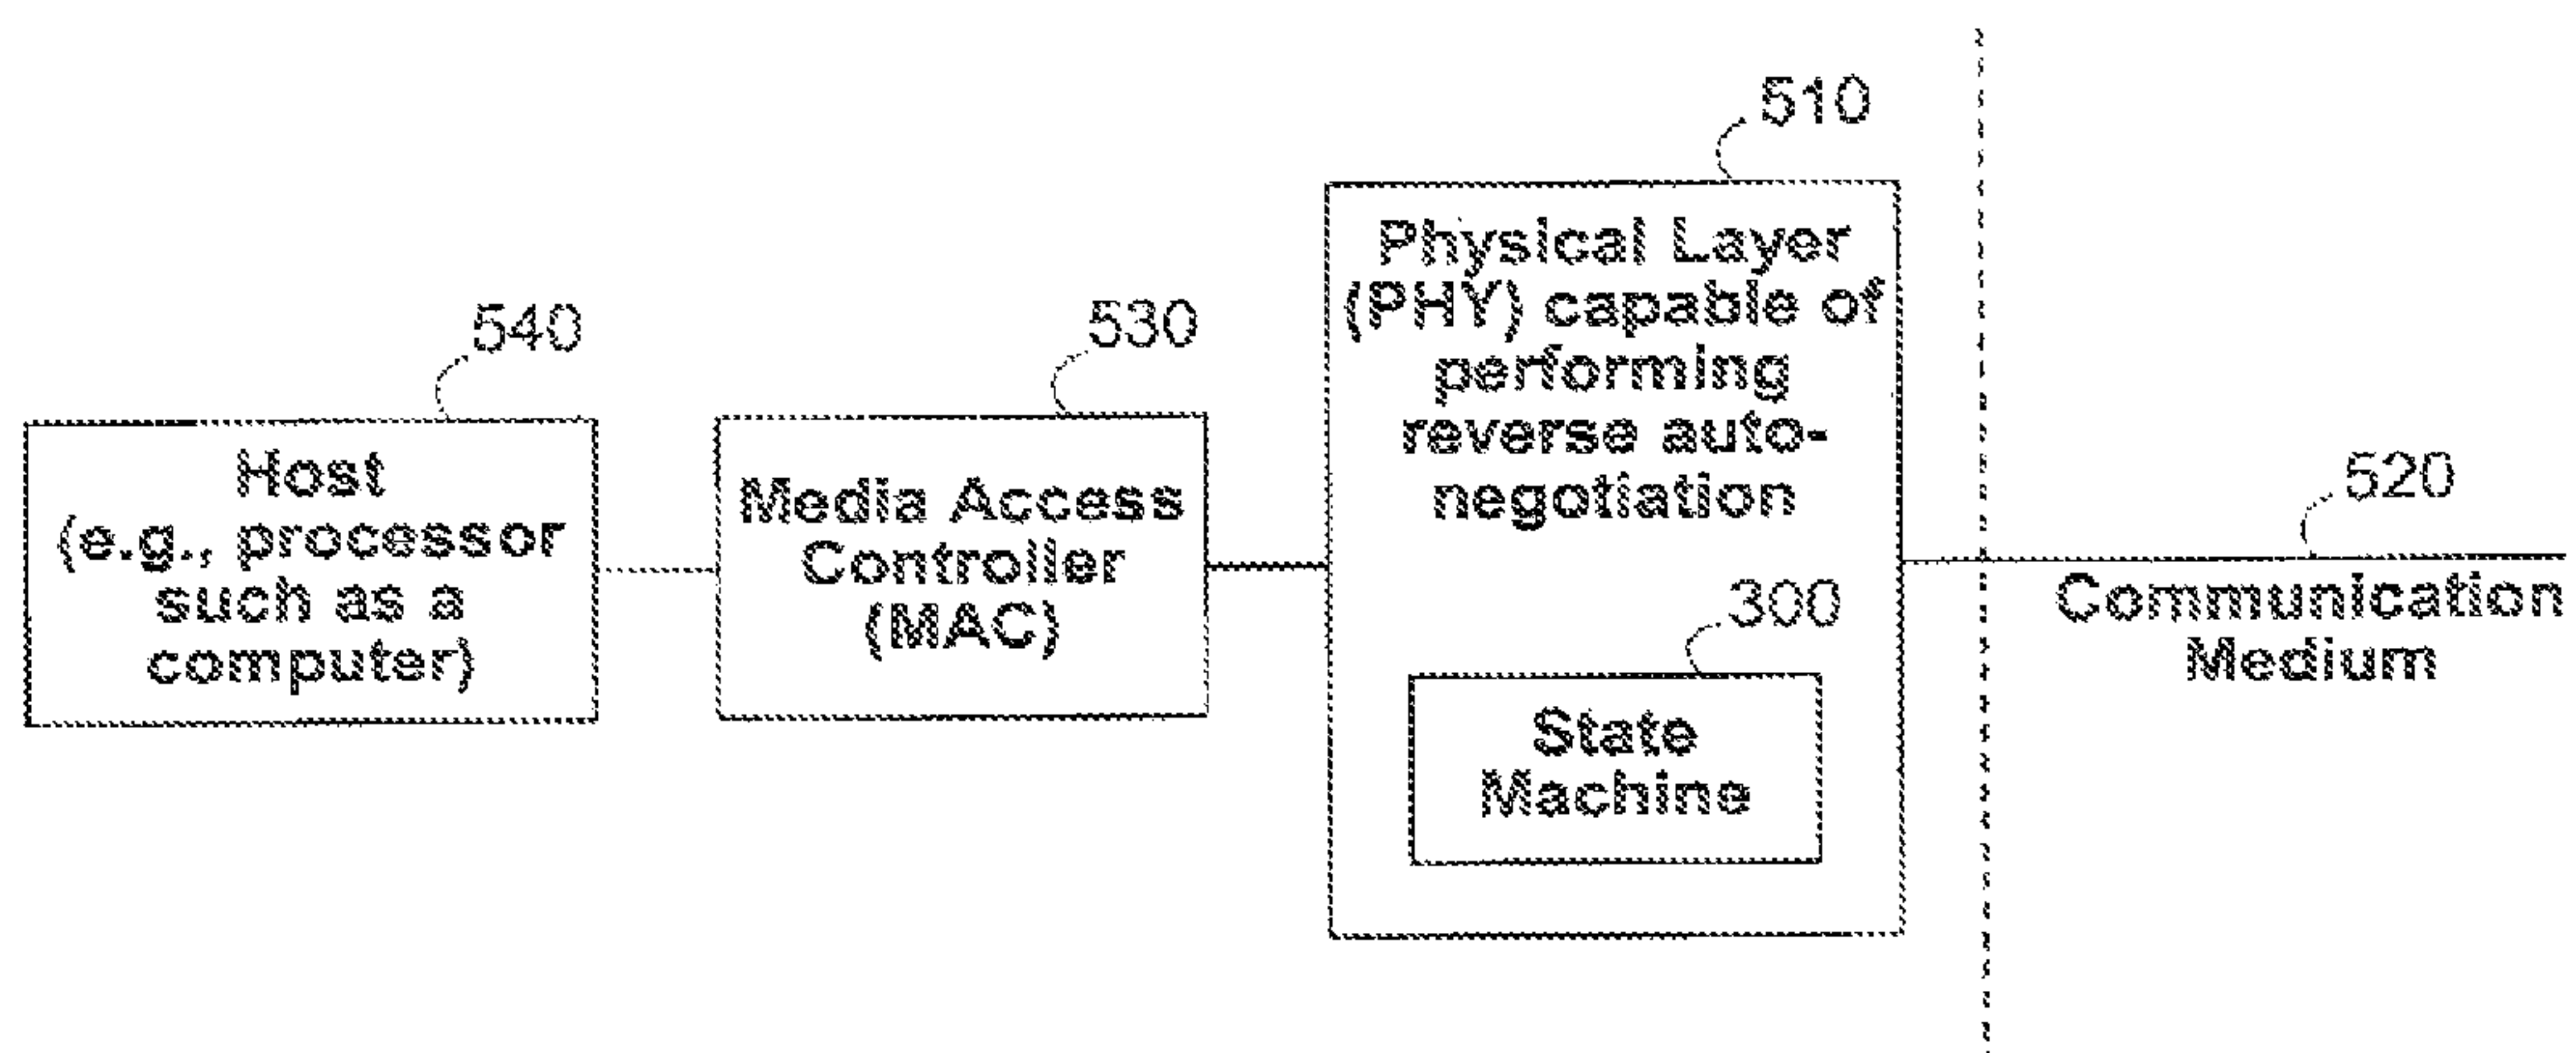 540
Host
(e.g., processor
such as a
computer)
530
Media Access
Controller
(MAC)
510
Physical Layer
(PHY) capable of
performing
reverse auto-
negotiation
300
State
Machine
520
Communication
Medium